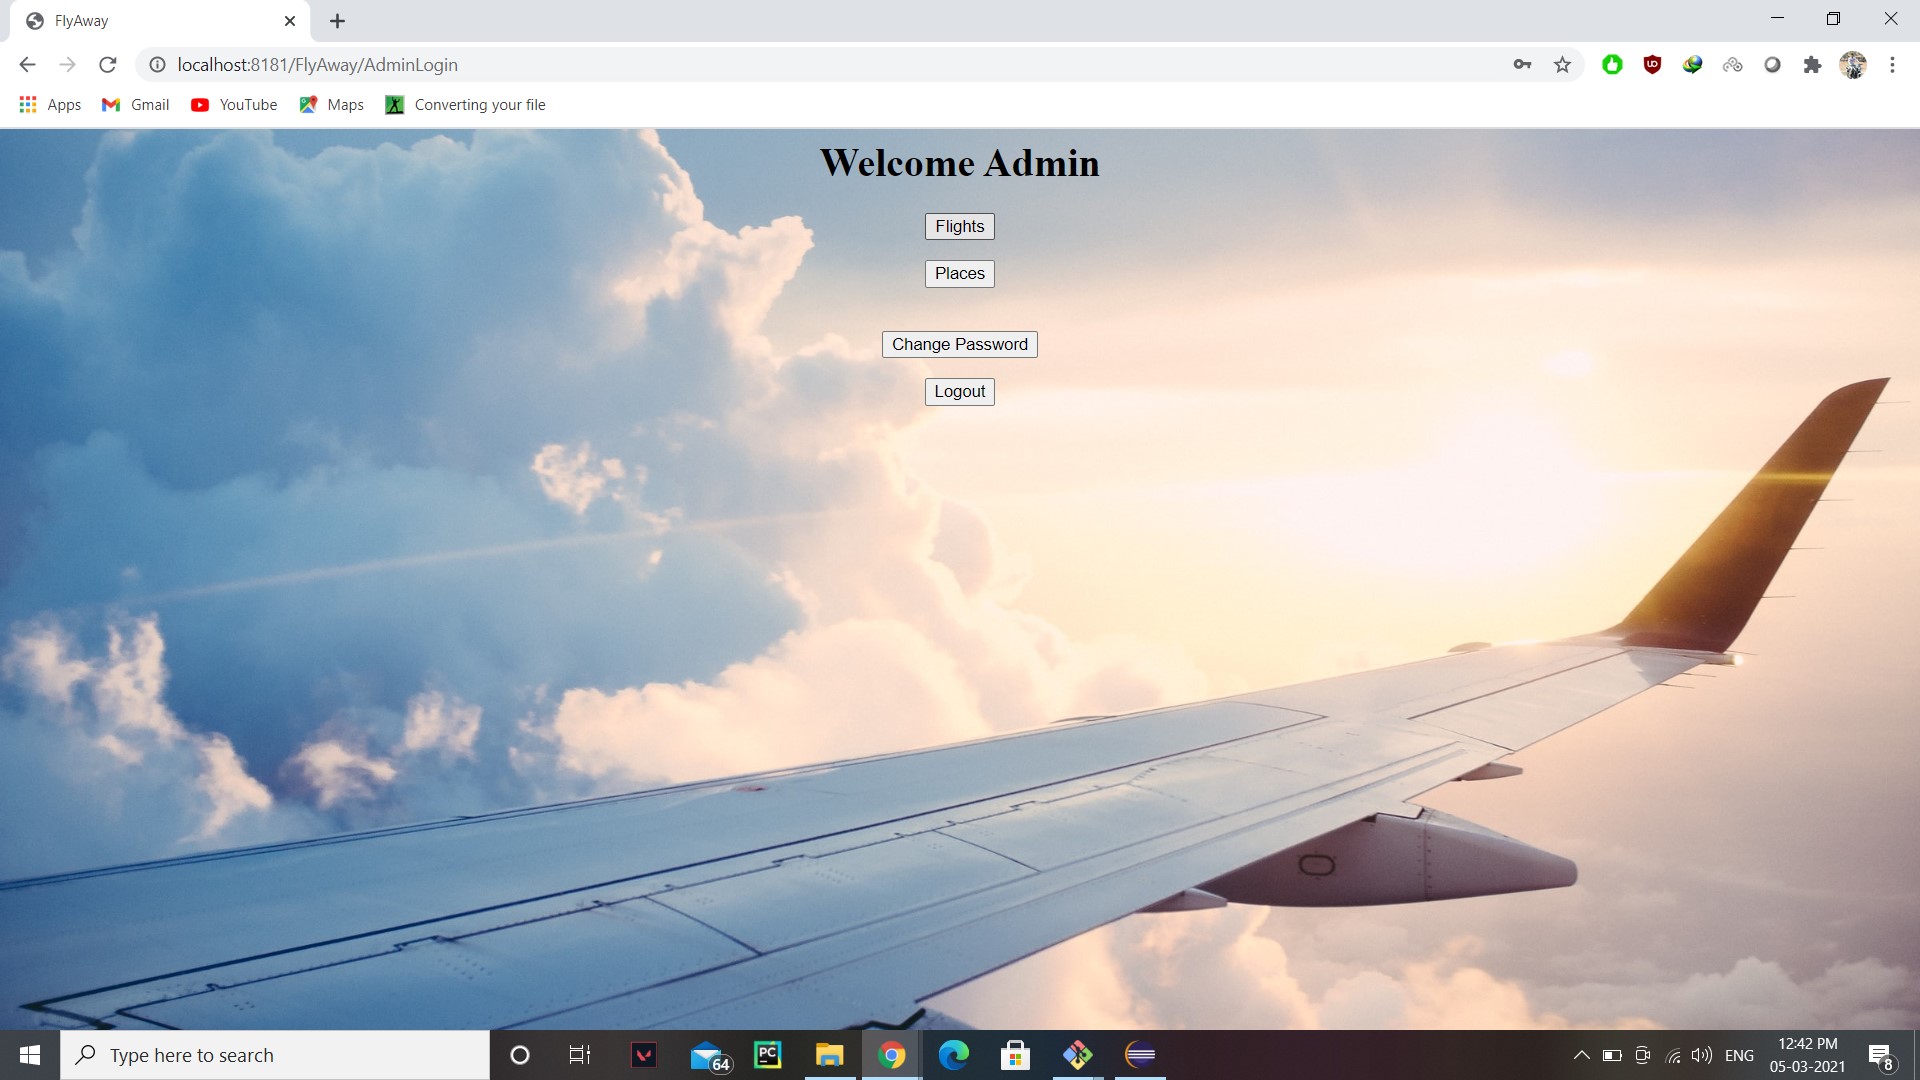 FlyAway
localhost:8181/FlyAway/AdminLogin
Apps Gmail YouTube Maps Converting your file
Welcome Admin
Flights
Places
Change Password
Logout
Type here to search
64
PC
ENG
12:42 PM
05-03-2021
8